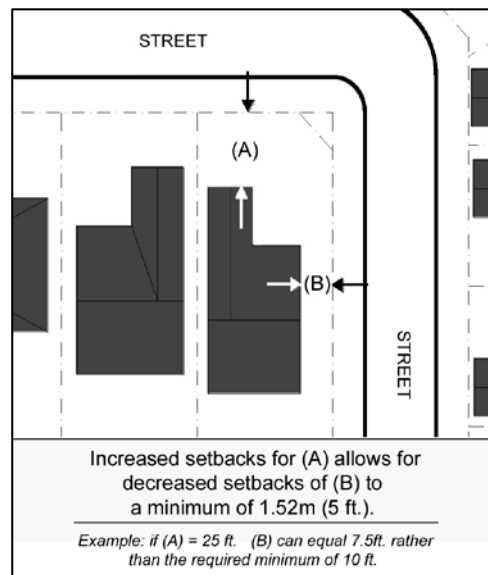 STREET
(A)
(B)
STREET
Increased setbacks for (A) allows for
decreased setbacks of (B) to
a minimum of 1.52m (5 ft.).
Example: if (A) = 25 ft. (B) can equal 7.5ft. rather
than the required minimum of 10 ft.